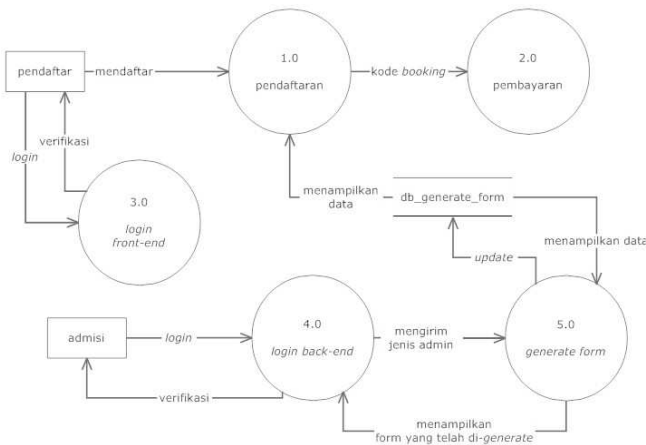 1.0
pendaftaran
2.0
pembayaran
pendaftar
mendaftar
kode booking
verifikasi
login
3.0
login
front-end
menampilkan
data
db_generate_form
menampilkan data
update
admisi
login
4.0
login back-end
mengirim
jenis admin
5.0
generate form
verifikasi
menampilkan
form yang telah di-generate